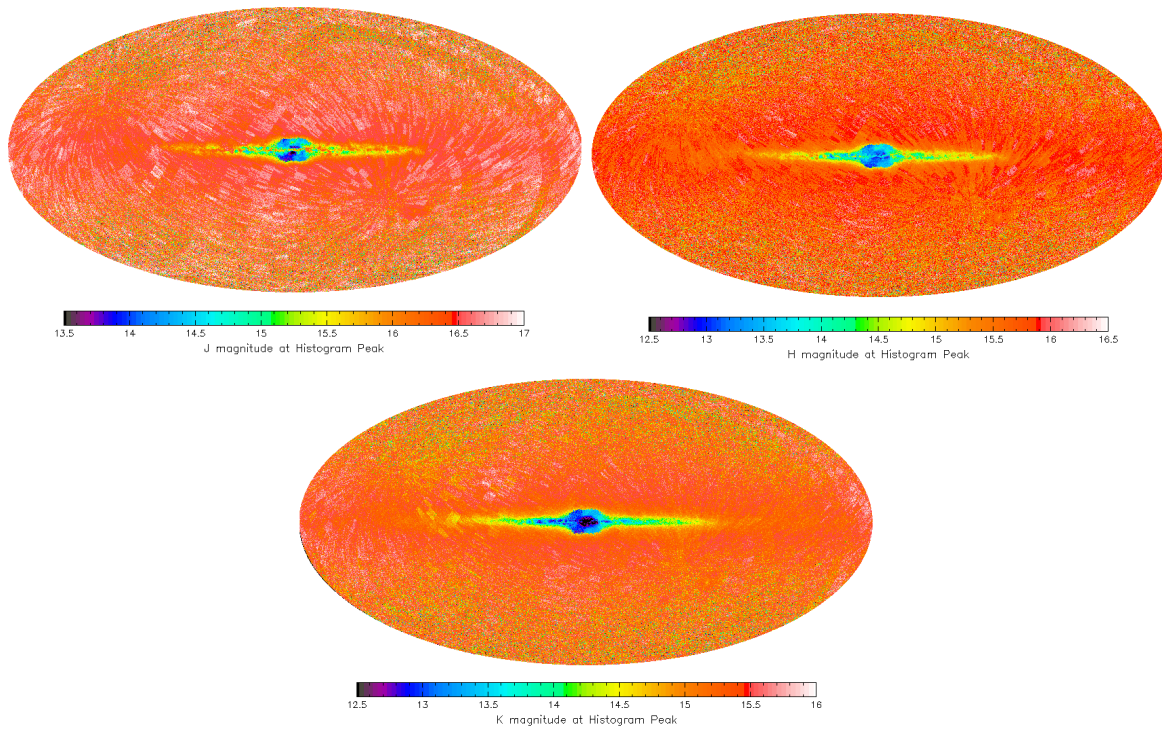 13.5 14 14.5 15 15.5 16 16.5 17
J magnitude at Histogram Peak
12.5 13 13.5 14 14.5 15 15.5 16 16.5
H magnitude at Histogram Peak
12.5 13 13.5 14 14.5 15 15.5 16
K magnitude at Histogram Peak